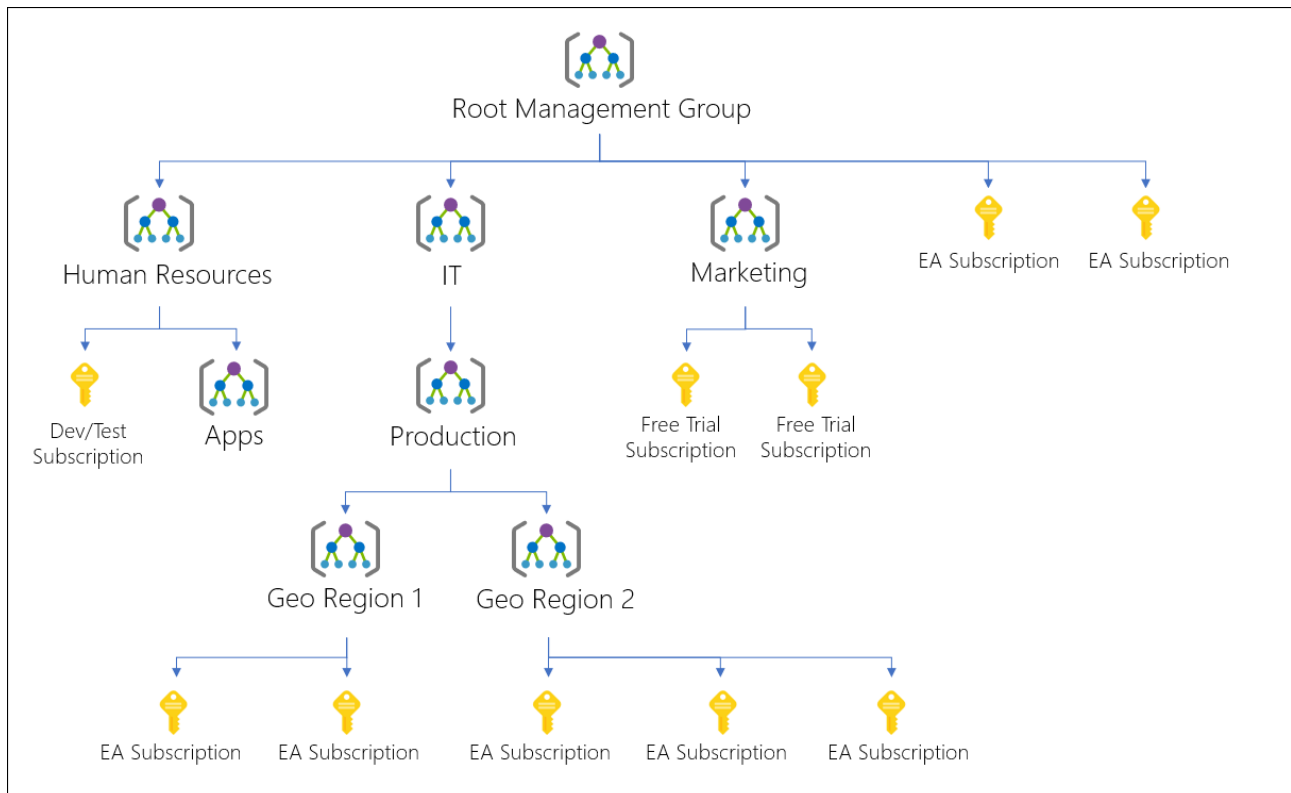 Root Management Group
Human Resources
IT
Marketing
EA Subscription
EA Subscription
Dev/Test
Subscription
Apps
Production
Free Trial
Subscription
Free Trial
Subscription
Geo Region 1
Geo Region 2
EA Subscription
EA Subscription
EA Subscription
EA Subscription
EA Subscription